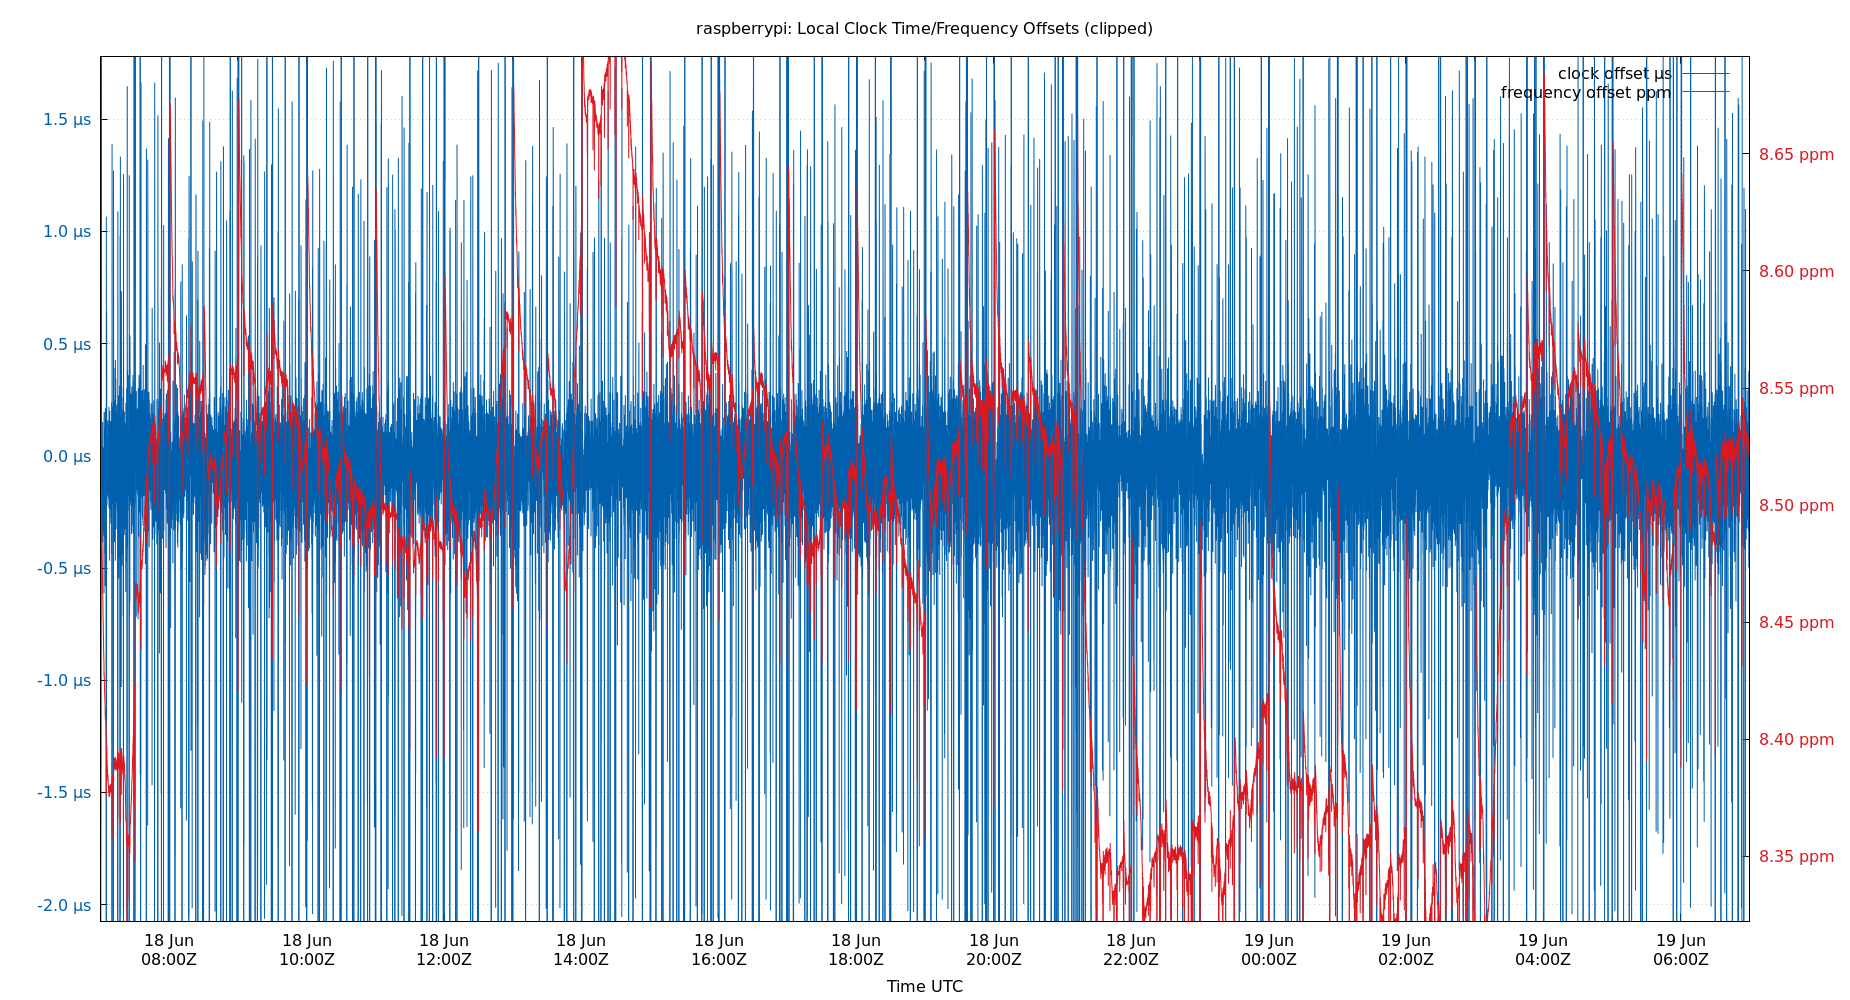 raspberrypi: Local Clock Time/Frequency Offsets (clipped)
clock offset µs
frequency offset ppm
1.5 µs
1.0 µs
0.5 µs
0.0 µs
-0.5 µs
-1.0 µs
-1.5 µs
-2.0 µs
8.65 ppm
8.60 ppm
8.55 ppm
8.50 ppm
8.45 ppm
8.40 ppm
8.35 ppm
18 Jun 18 Jun 18 Jun 18 Jun 18 Jun 18 Jun 18 Jun 18 Jun 19 Jun 19 Jun 19 Jun 19 Jun
08:00Z 10:00Z 12:00Z 14:00Z 16:00Z 18:00Z 20:00Z 22:00Z 00:00Z 02:00Z 04:00Z 06:00Z
Time UTC